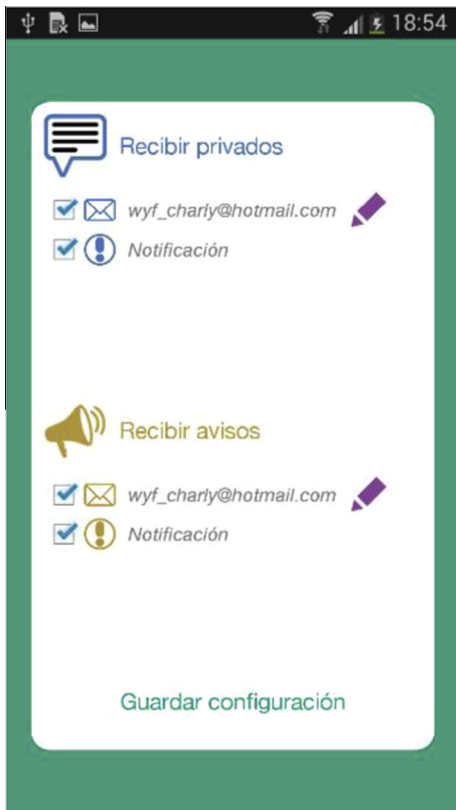 18:54
Recibir privados
wyf_charly@hotmail.com
Notificación
Recibir avisos
wyf_charly@hotmail.com
Notificación
Guardar configuración